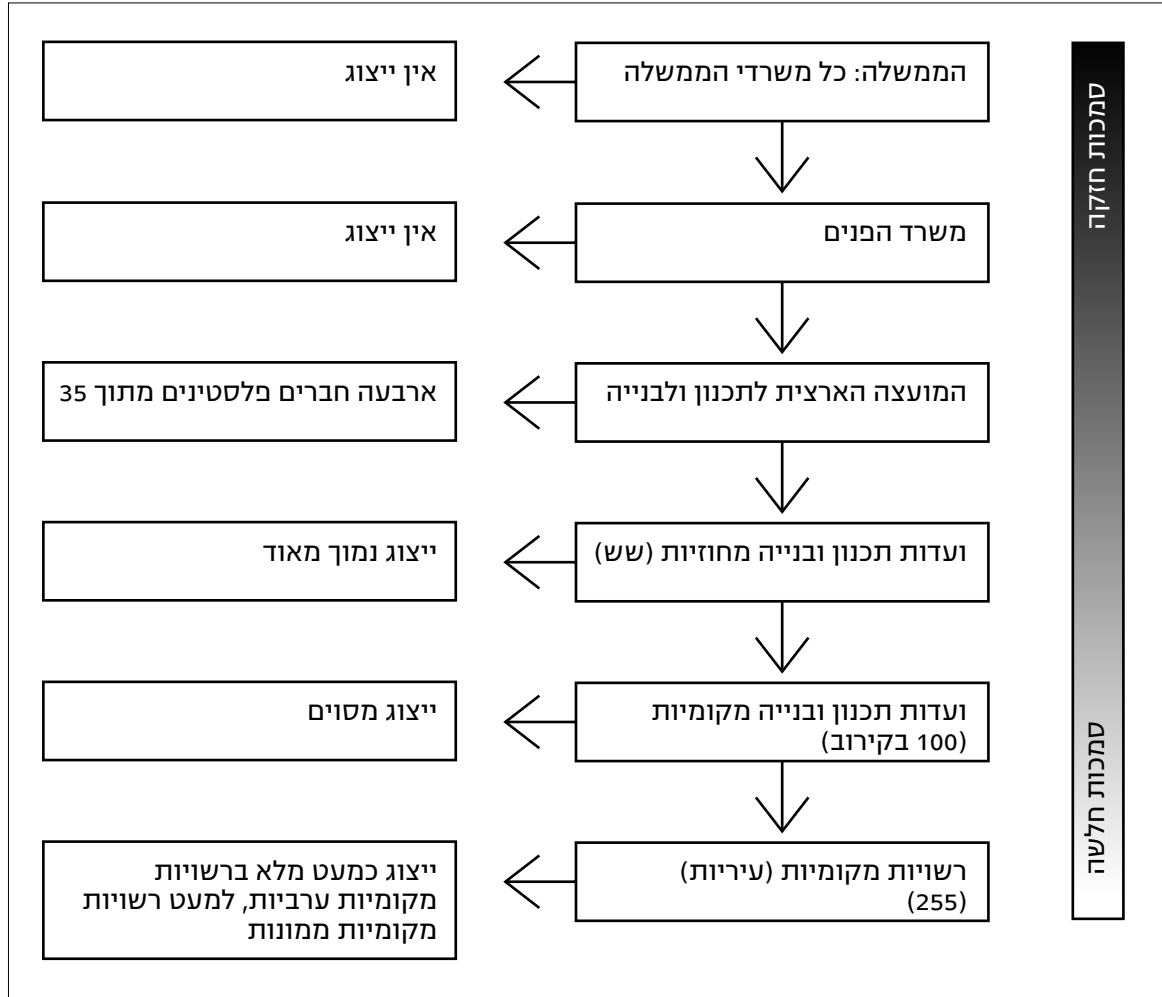 הממשלה: כל משרדי הממשלה
אין ייצוג
משרד הפנים
אין ייצוג
המועצה הארצית לתכנון ולבנייה
ארבעה חברים פלסטינים מתוך 35
ועדות תכנון ובנייה מחוזיות (שש)
ייצוג נמוך מאוד
ועדות תכנון ובנייה מקומיות
(100 בקירוב)
ייצוג מסוים
רשויות מקומיות (עיריות)
(255)
ייצוג כמעט מלא ברשויות
מקומיות ערביות, למעט רשויות
מקומיות ממונות
סמכות חזקה
סמכות חלשה